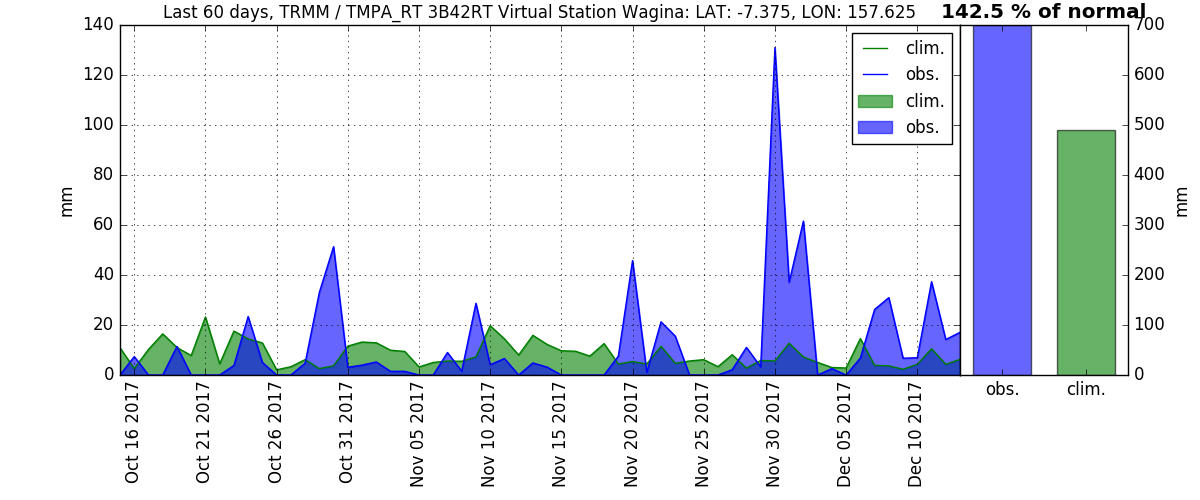 Last 60 days, TRMM / TMPA_RT 3B42RT Virtual Station Wagina: LAT: -7.375, LON: 157.625
142.5 % of normal
140
120
100
80
60
40
20
0
mm
clim.
obs.
clim.
obs.
700
600
500
400
300
200
100
0
mm
Oct 16 2017
Oct 21 2017
Oct 26 2017
Oct 31 2017
Nov 05 2017
Nov 10 2017
Nov 15 2017
Nov 20 2017
Nov 25 2017
Nov 30 2017
Dec 05 2017
Dec 10 2017
obs.
clim.